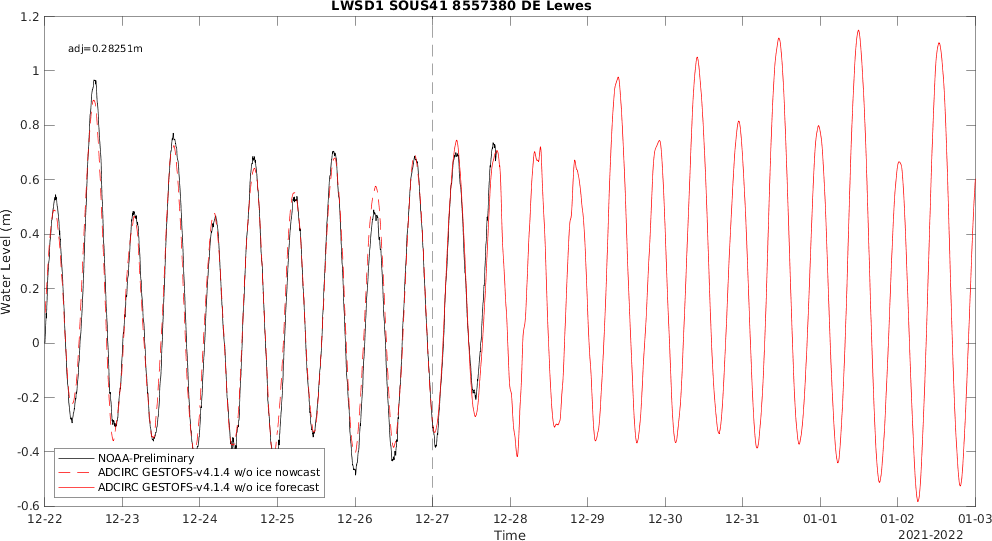 LWSD1 SOUS41 8557380 DE Lewes
1.2
1
0.8
0.6
0.4
0.2
0
-0.2
-0.4
-0.6
Water Level (m)
adj=0.28251m
NOAA-Preliminary
ADCIRC GESTOFS-v4.1.4 w/o ice nowcast
ADCIRC GESTOFS-v4.1.4 w/o ice forecast
12-22 12-23 12-24 12-25 12-26 12-27 12-28 12-29 12-30 12-31 01-01 01-02 01-03
Time
2021-2022